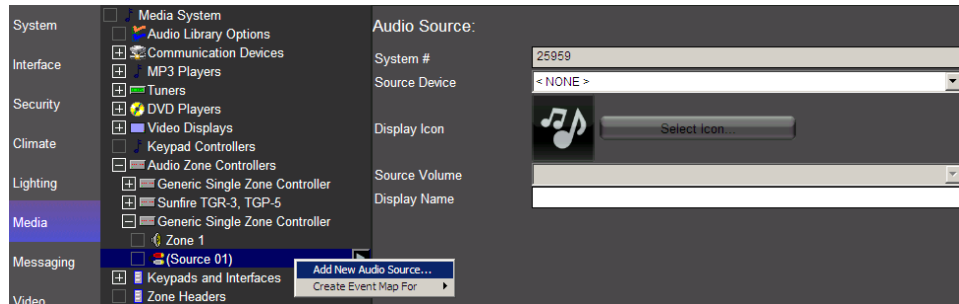 System
Interface
Security
Climate
Lighting
Media
Messaging
Video
Media System
Audio Library Options
Communication Devices
MP3 Players
Tuners
DVD Players
Video Displays
Keypad Controllers
Audio Zone Controllers
Generic Single Zone Controller
Sunfire TGR-3, TGP-5
Generic Single Zone Controller
Zone 1
(Source 01)
Keypads and Interfaces
Zone Headers
Add New Audio Source...
Create Event Map For
Audio Source:
System # 25959
Source Device < NONE >
Display Icon Select Icon...
Source Volume
Display Name